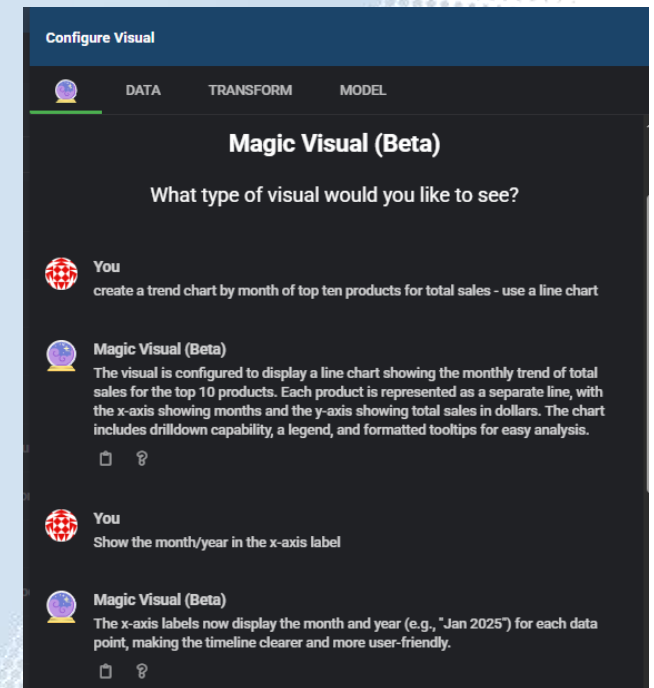 Configure Visual
DATA TRANSFORM MODEL
Magic Visual (Beta)
What type of visual would you like to see?
You
create a trend chart by month of top ten products for total sales - use a line chart
Magic Visual (Beta)
The visual is configured to display a line chart showing the monthly trend of total
sales for the top 10 products. Each product is represented as a separate line, with
the x-axis showing months and the y-axis showing total sales in dollars. The chart
includes drilldown capability, a legend, and formatted tooltips for easy analysis.
You
Show the month/year in the x-axis label
Magic Visual (Beta)
The x-axis labels now display the month and year (e.g., "Jan 2025") for each data
point, making the timeline clearer and more user-friendly.